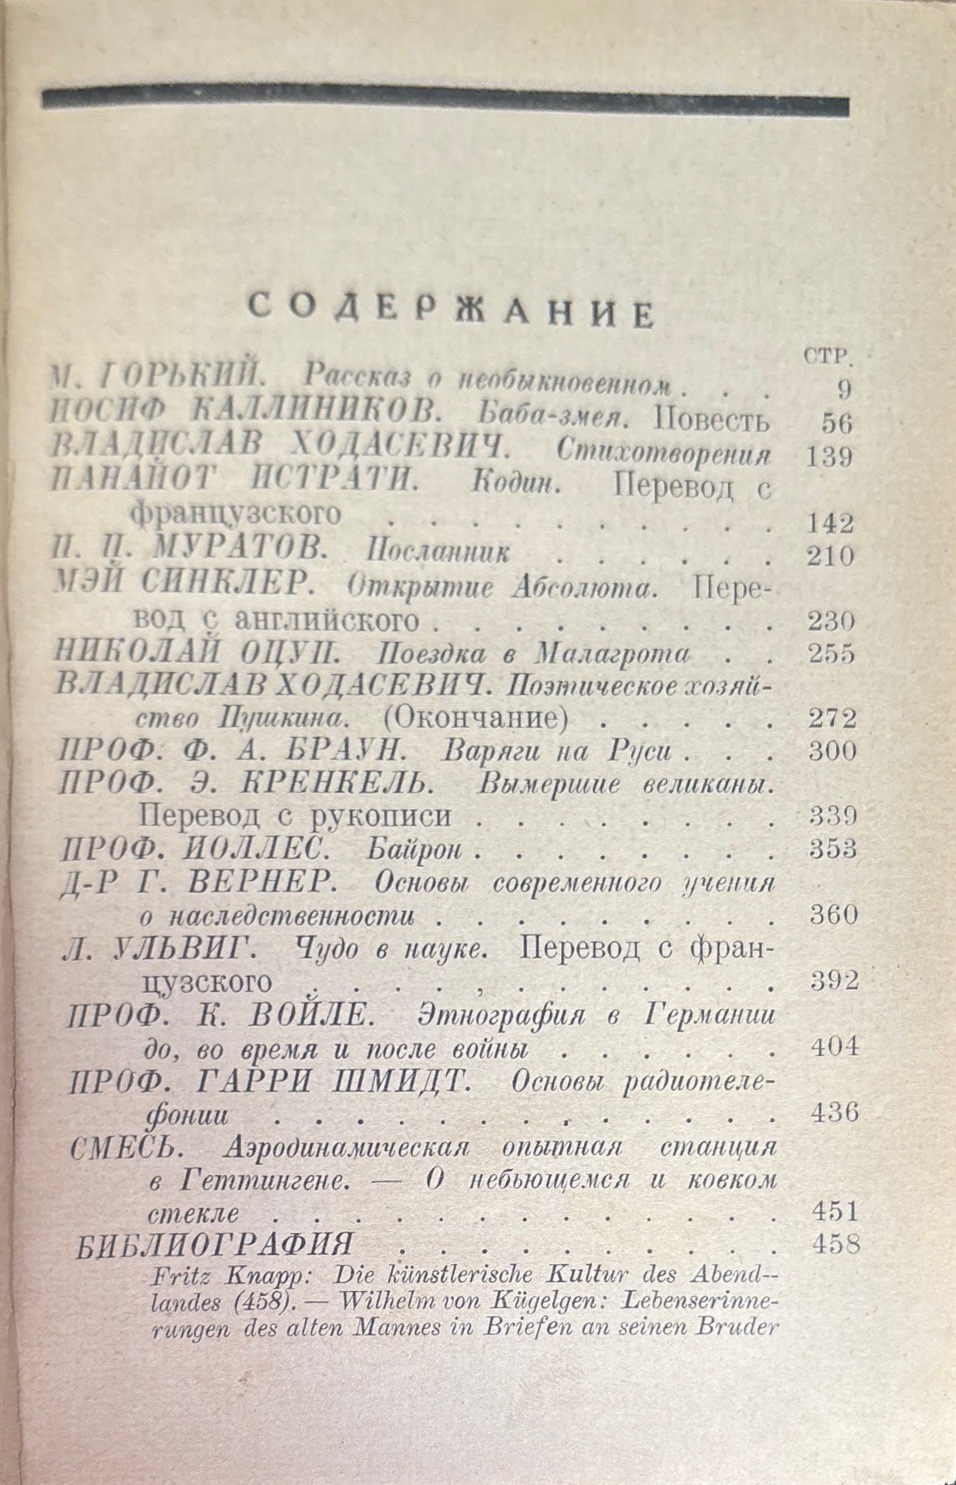 СОДЕРЖАНИЕ
СТР.
М. ГОРЬКИЙ. Рассказ о необыкновенном . . . 9
ИОСИФ КАЛЛИНИКОВ. Баба-змея. Повесть 56
ВЛАДИСЛАВ ХОДАСЕВИЧ. Стихотворения 139
ПАНАЙОТ ИСТРАТИ. Кодин. Перевод с
французского . . . . . . . . . . 142
П. П. МУРАТОВ. Посланник . . . . . . 210
МЭЙ СИНКЛЕР. Открытие Абсолюта. Пере-
вод с английского . . . . . . . . . 230
НИКОЛАЙ ОЦУП. Поездка в Малагрота . . 255
ВЛАДИСЛАВ ХОДАСЕВИЧ. Поэтическое хозяй-
ство Пушкина. (Окончание) . . . . . 272
ПРОФ. Ф. А. БРАУН. Варяги на Руси . . . 300
ПРОФ. Э. КРЕНКЕЛЬ. Вымершие великаны.
Перевод с рукописи . . . . . . . . 339
ПРОФ. ИОЛЛЕС. Байрон . . . . . . . . 353
Д-Р Г. ВЕРНЕР. Основы современного учения
о наследственности . . . . . . . . . 360
Л. УЛЬВИГ. Чудо в науке. Перевод с фран-
цузского . . . . , . . . . . . . 392
ПРОФ. К. ВОЙЛЕ. Этнография в Германии
до, во время и после войны . . . . . . 404
ПРОФ. ГАРРИ ШМИДТ. Основы радиотеле-
фонии . . . . . . . . . . . . . 436
СМЕСЬ. Аэродинамическая опытная станция
в Геттингене. — О небьющемся и ковком
стекле . . . . . . . . . . . . . 451
БИБЛИОГРАФИЯ . . . . . . . . . . 458
Fritz Knapp: Die künstlerische Kultur des Abend--
landes (458). — Wilhelm von Kügelgen: Lebenserinne-
rungen des alten Mannes in Briefen an seinen Bruder